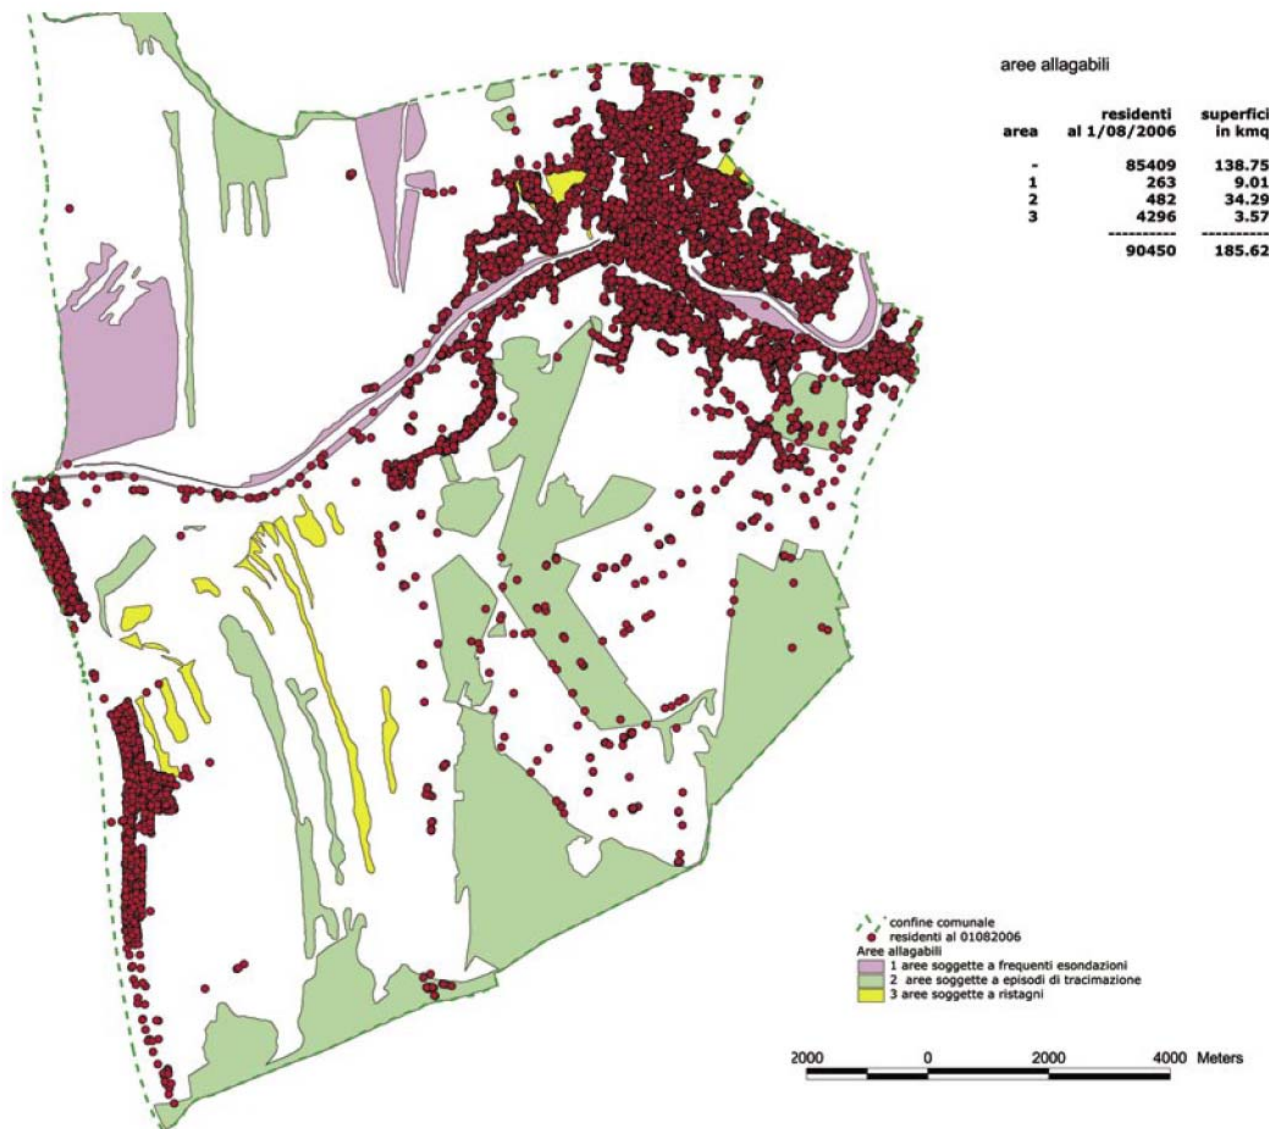 aree allagabili
residenti superfici
area al 1/08/2006 in kmq
- 85409 138.75
1 263 9.01
2 482 34.29
3 4296 3.57
---------- ----------
90450 185.62
confine comunale
residenti al 01082006
Aree allagabili
1 aree soggette a frequenti esondazioni
2 aree soggette a episodi di tracimazione
3 aree soggette a ristagni
2000 0 2000 4000 Meters